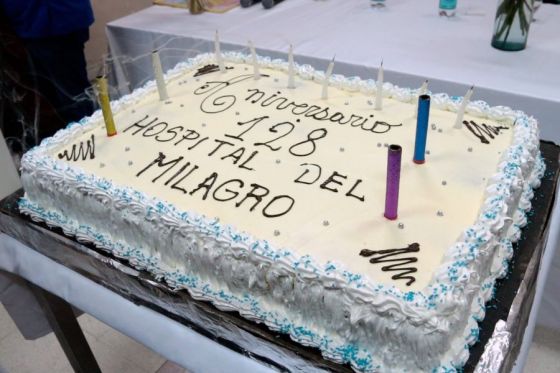 Aniversario
128
HOSPITAL DEL
MILAGRO